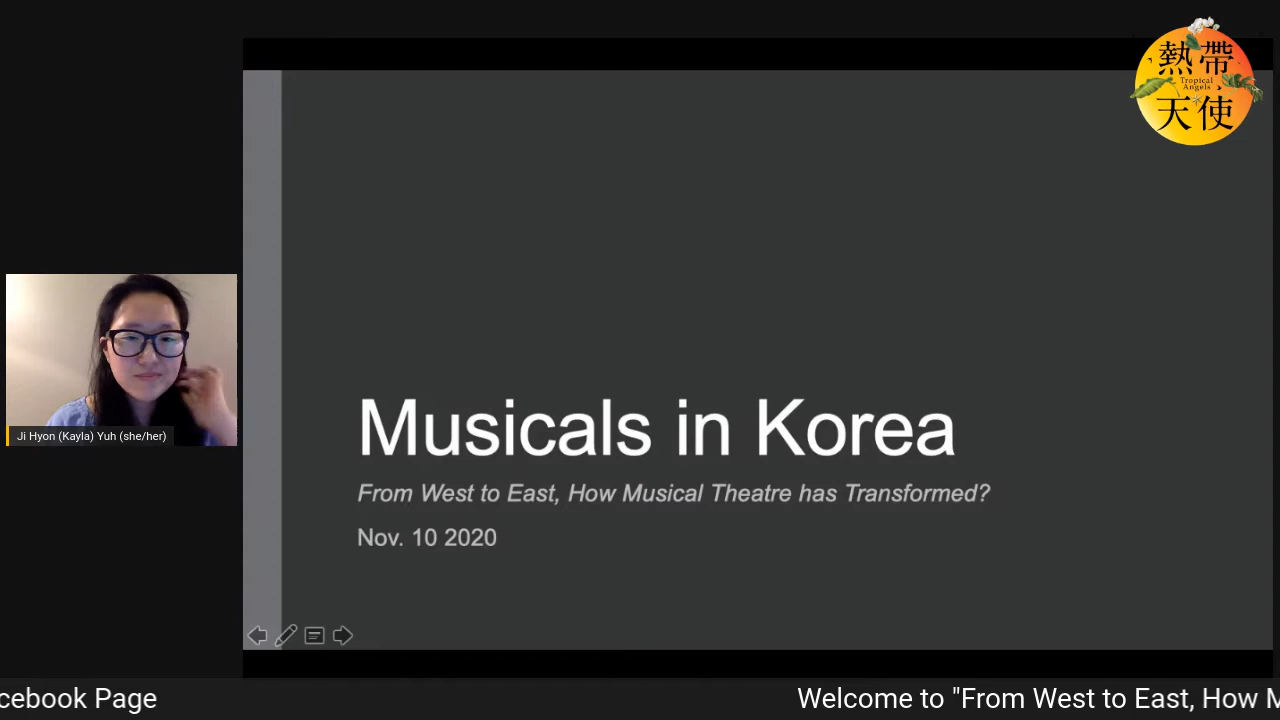 熱帶
Tropical
Angels
天使
Musicals in Korea
From West to East, How Musical Theatre has Transformed?
Nov. 10 2020
Ji Hyon (Kayla) Yuh (she/her)
cebook Page
Welcome to "From West to East, How M